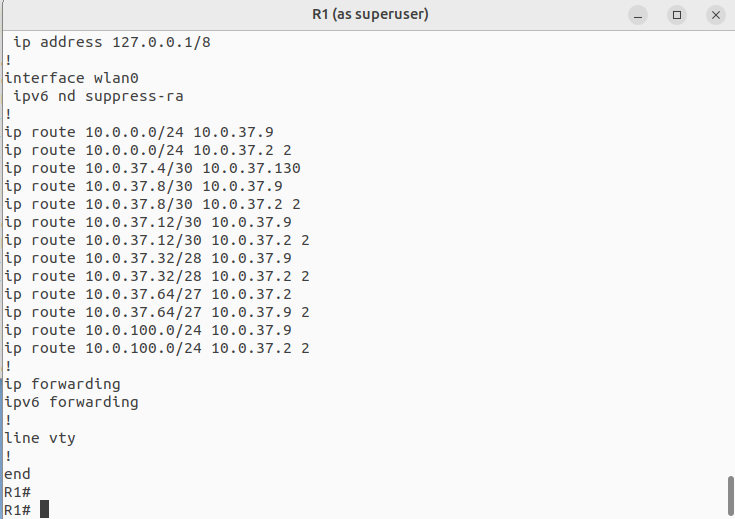 R1 (as superuser)
ip address 127.0.0.1/8
!
interface wlan0
ipv6 nd suppress-ra
!
ip route 10.0.0.0/24 10.0.37.9
ip route 10.0.0.0/24 10.0.37.2 2
ip route 10.0.37.4/30 10.0.37.130
ip route 10.0.37.8/30 10.0.37.9
ip route 10.0.37.8/30 10.0.37.2 2
ip route 10.0.37.12/30 10.0.37.9
ip route 10.0.37.12/30 10.0.37.2 2
ip route 10.0.37.32/28 10.0.37.9
ip route 10.0.37.32/28 10.0.37.2 2
ip route 10.0.37.64/27 10.0.37.2
ip route 10.0.37.64/27 10.0.37.9 2
ip route 10.0.100.0/24 10.0.37.9
ip route 10.0.100.0/24 10.0.37.2 2
!
ip forwarding
ipv6 forwarding
!
line vty
!
end
R1#
R1#